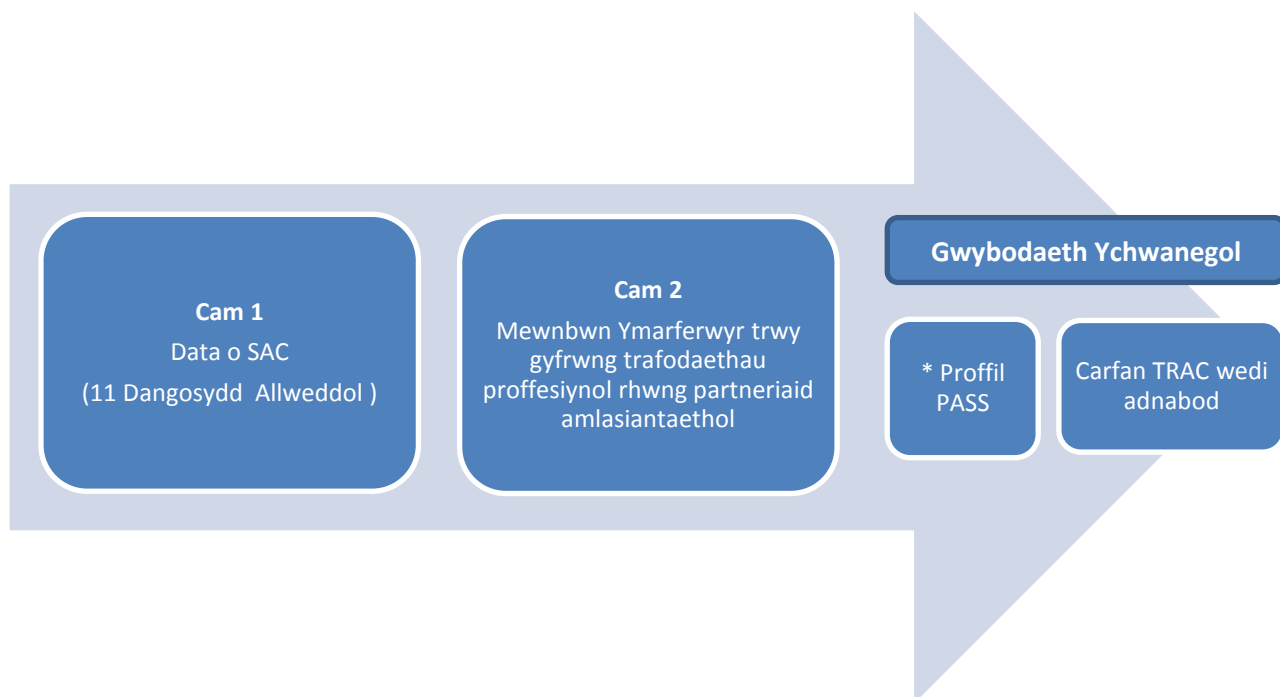 Cam 1
Data o SAC
(11 Dangosydd  Allweddol )
Cam 2
Mewnbwn Ymarferwyr trwy
gyfrwng trafodaethau
proffesiynol rhwng partneriaid
amlasiantaethol
Gwybodaeth Ychwanegol
* Proffil
PASS
Carfan TRAC wedi
adnabod